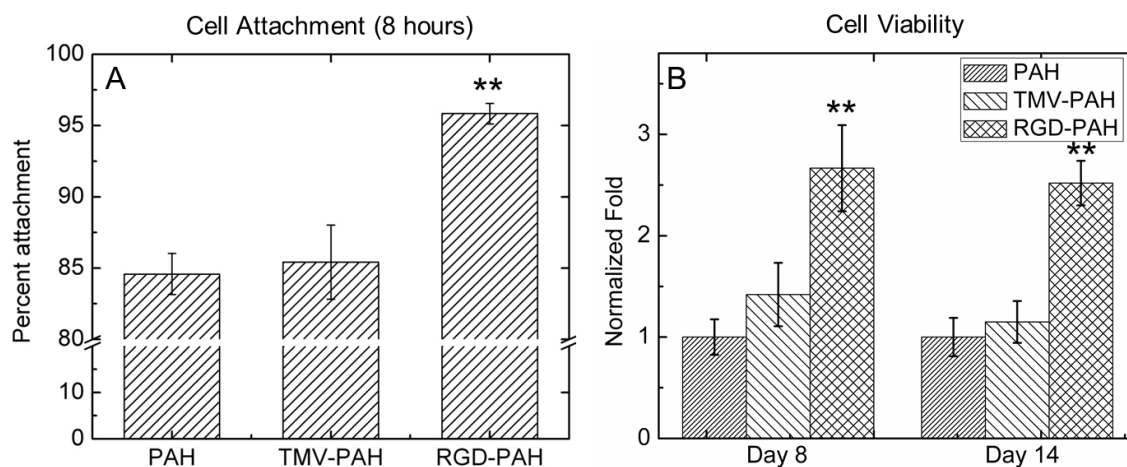 Cell Attachment (8 hours)
A
**
Percent attachment
100
95
90
85
80
10
0
PAH
TMV-PAH
RGD-PAH
Cell Viability
B
PAH
TMV-PAH
RGD-PAH
**
**
Normalized Fold
3
2
1
0
Day 8
Day 14